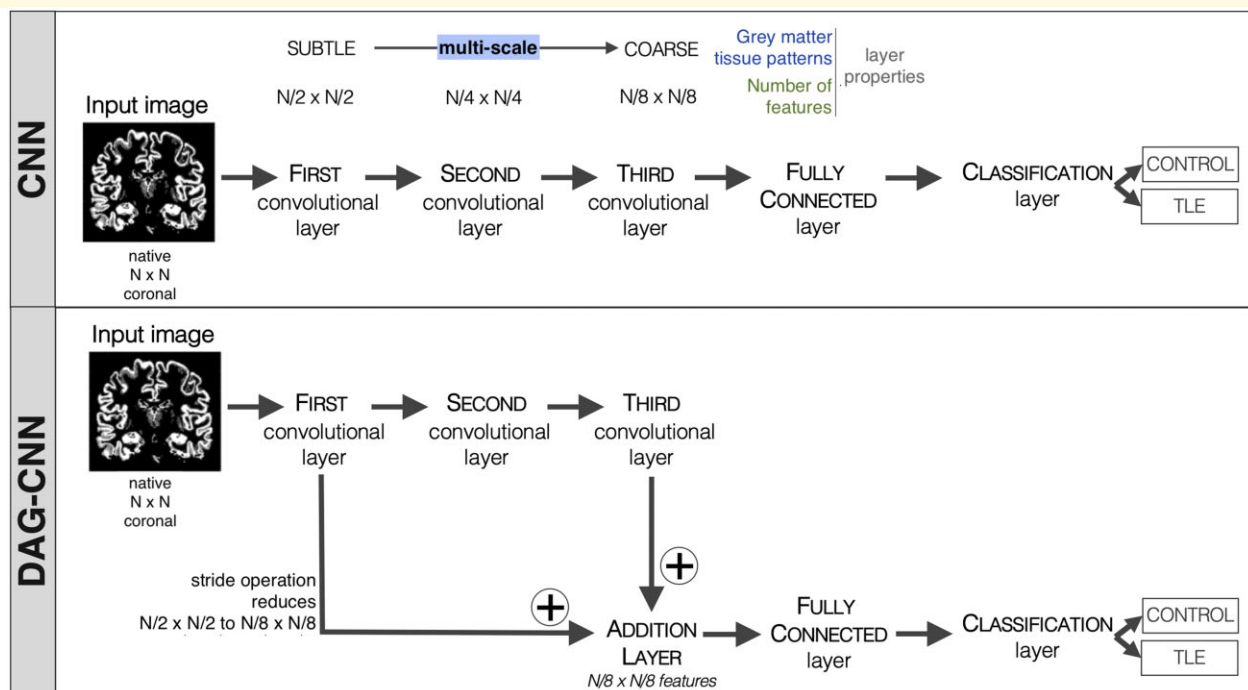 CNN
SUBTLE multi-scale COARSE
Grey matter
tissue patterns
layer
properties
N/2 x N/2 N/4 x N/4 N/8 x N/8
Number of
features
Input image
FIRST
convolutional
layer
SECOND
convolutional
layer
THIRD
convolutional
layer
FULLY
CONNECTED
layer
CLASSIFICATION
layer
CONTROL
TLE
native
N x N
coronal
DAG-CNN
Input image
FIRST
convolutional
layer
SECOND
convolutional
layer
THIRD
convolutional
layer
native
N x N
coronal
stride operation
reduces
N/2 x N/2 to N/8 x N/8
+
+
ADDITION
LAYER
N/8 x N/8 features
FULLY
CONNECTED
layer
CLASSIFICATION
layer
CONTROL
TLE